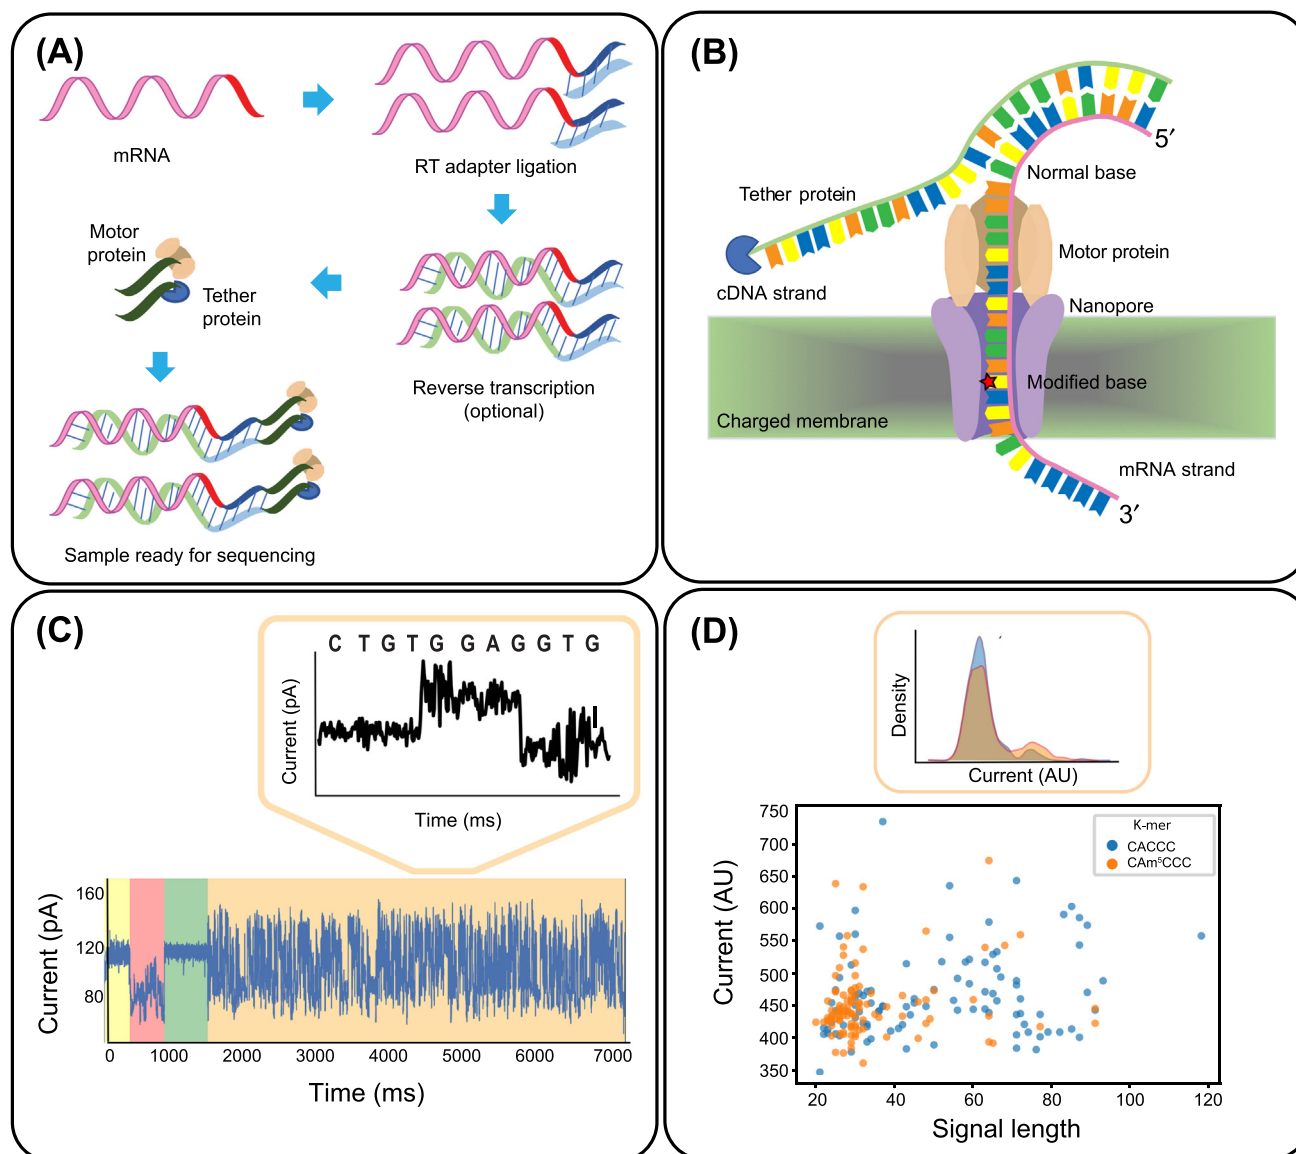 (A)
mRNA
RT adapter ligation
Motor
protein
Tether
protein
Reverse transcription
(optional)
Sample ready for sequencing
(B)
5′
Normal base
Tether protein
Motor protein
cDNA strand
Nanopore
Modified base
Charged membrane
mRNA strand
3′
(C)
C T G T G G A G G T G
Current (pA)
Time (ms)
Current (pA)
160
120
80
0 1000 2000 3000 4000 5000 6000 7000
Time (ms)
(D)
Density
Current (AU)
Current (AU)
750
700
650
600
550
500
450
400
350
K-mer
CACCC
CAm⁵CCC
20 40 60 80 100 120
Signal length